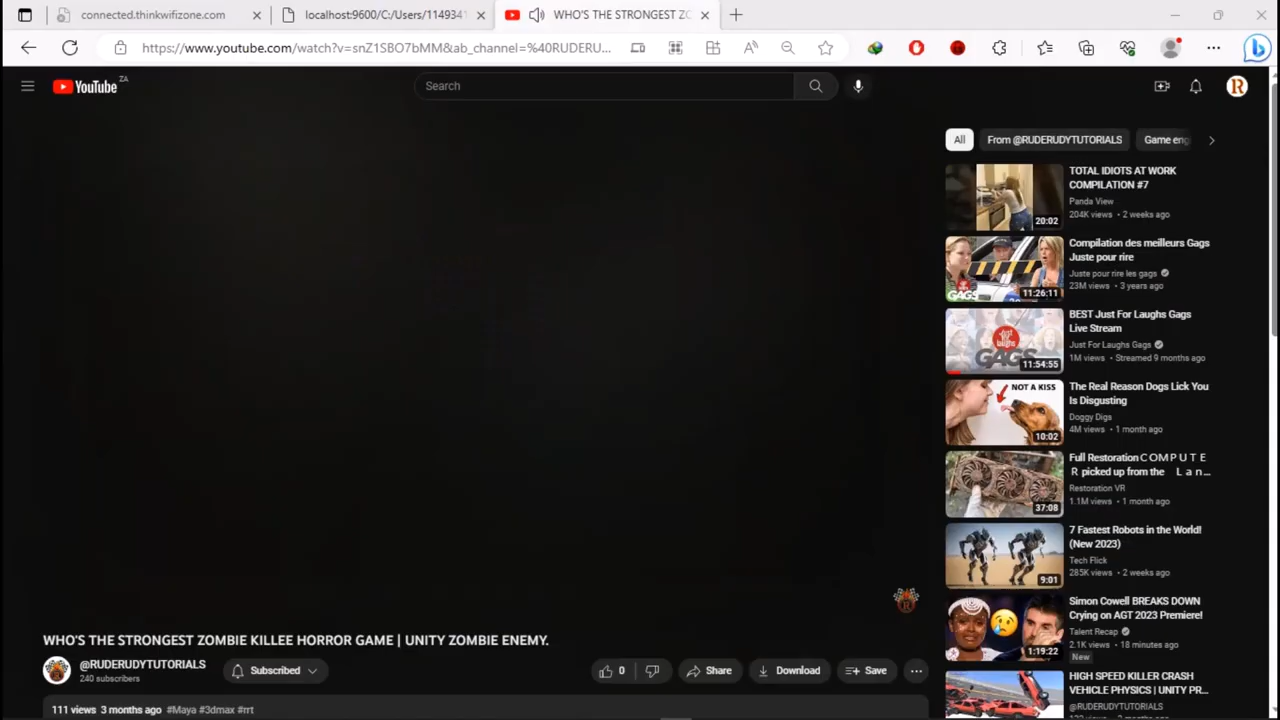 connected.thinkwifizone.com
localhost:9600/C:/Users/1149341
WHO'S THE STRONGEST ZO
https://www.youtube.com/watch?v=snZ1SBO7bMM&ab_channel=%40RUDERU...
YouTube ZA
Search
R
All
From @RUDERUDYTUTORIALS
Game eng
TOTAL IDIOTS AT WORK
COMPILATION #7
Panda View
204K views • 2 weeks ago
20:02
Compilation des meilleurs Gags
Juste pour rire
Juste pour rire les gags
23M views • 3 years ago
GAGS
11:26:11
BEST Just For Laughs Gags
Live Stream
Just For Laughs Gags
1M views • Streamed 9 months ago
just for
laughs
GAGS
11:54:55
NOT A KISS
The Real Reason Dogs Lick You
Is Disgusting
Doggy Digs
4M views • 1 month ago
10:02
Full Restoration C O M P U T E
R picked up from the L a n...
Restoration VR
1.1M views • 1 month ago
37:08
7 Fastest Robots in the World!
(New 2023)
Tech Flick
285K views • 2 weeks ago
9:01
Simon Cowell BREAKS DOWN
Crying on AGT 2023 Premiere!
Talent Recap
2.1K views • 18 minutes ago
New
1:19:22
HIGH SPEED KILLER CRASH
VEHICLE PHYSICS | UNITY PR...
@RUDERUDYTUTORIALS
R
WHO'S THE STRONGEST ZOMBIE KILLEE HORROR GAME | UNITY ZOMBIE ENEMY.
@RUDERUDYTUTORIALS
240 subscribers
Subscribed
0
Share
Download
Save
111 views 3 months ago #Maya #3dmax #rrt